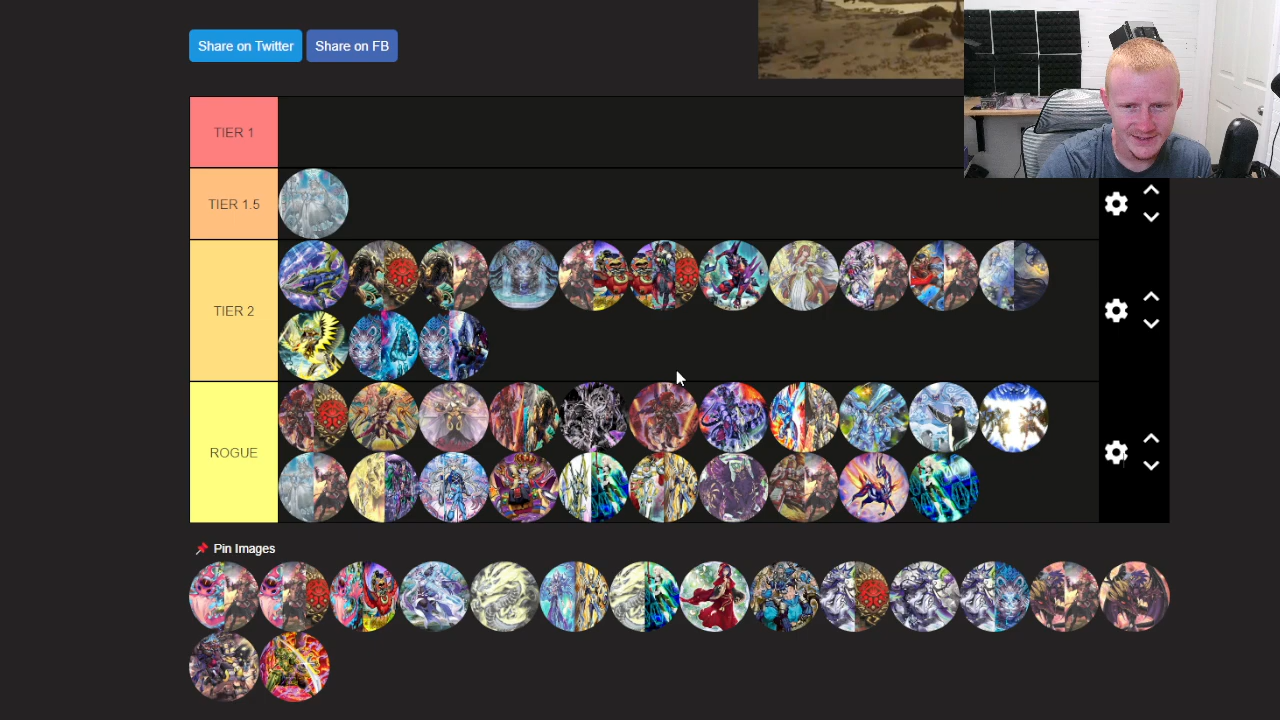 Share on Twitter
Share on FB
TIER 1
TIER 1.5
TIER 2
ROGUE
Pin Images